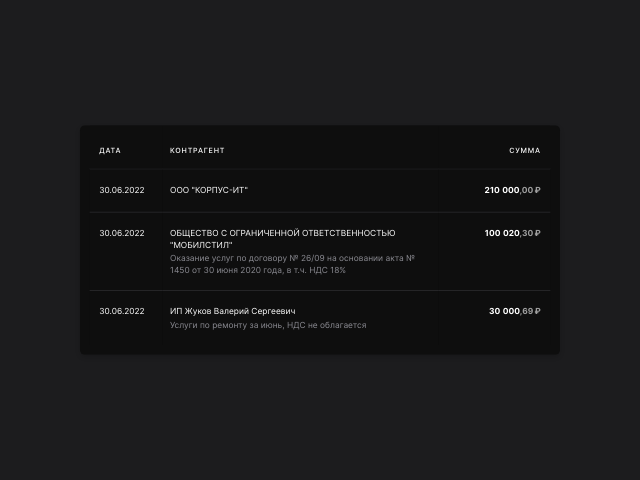 ДАТА КОНТРАГЕНТ СУММА
30.06.2022 ООО "КОРПУС-ИТ" 210 000,00 ₽
30.06.2022 ОБЩЕСТВО С ОГРАНИЧЕННОЙ ОТВЕТСТВЕННОСТЬЮ 100 020,30 ₽
"МОБИЛСТИЛ"
Оказание услуг по договору № 26/09 на основании акта №
1450 от 30 июня 2020 года, в т.ч. НДС 18%
30.06.2022 ИП Жуков Валерий Сергеевич 30 000,69 ₽
Услуги по ремонту за июнь, НДС не облагается